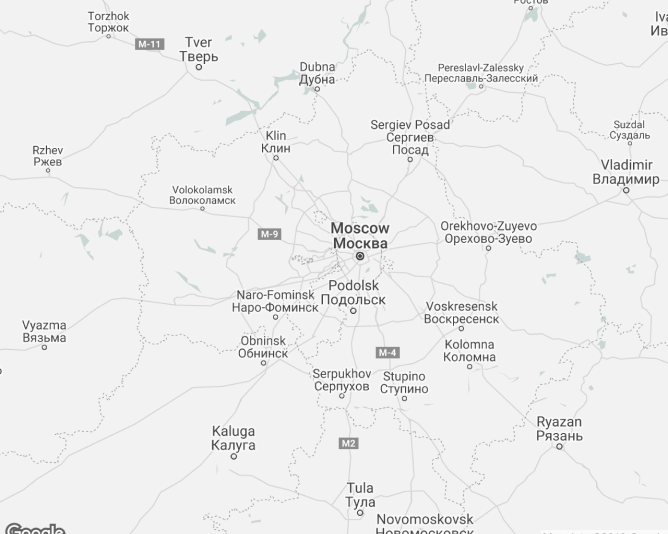 Ростов
Torzhok
Торжок
M-11
Tver
Тверь
Dubna
Дубна
Pereslavl-Zalessky
Переславль-Залесский
Klin
Клин
Sergiev Posad
Сергиев
Посад
Suzdal
Суздаль
Rzhev
Ржев
Vladimir
Владимир
Volokolamsk
Волоколамск
M-9
Moscow
Москва
Orekhovo-Zuyevo
Орехово-Зуево
Podolsk
Подольск
Naro-Fominsk
Наро-Фоминск
Voskresensk
Воскресенск
Vyazma
Вязьма
Obninsk
Обнинск
M-4
Kolomna
Коломна
Serpukhov
Серпухов
Stupino
Ступино
Kaluga
Калуга
M2
Ryazan
Рязань
Tula
Тула
Novomoskovsk
Новомосковск
Google